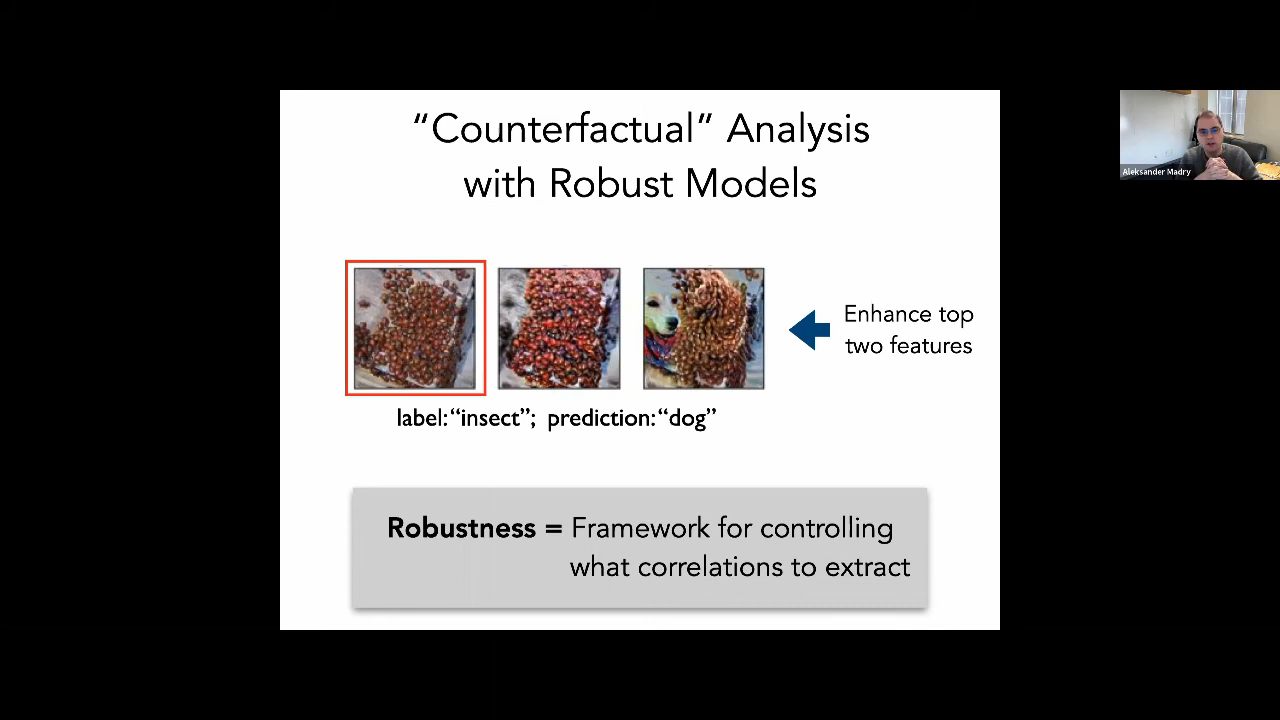 “Counterfactual” Analysis
with Robust Models
Enhance top
two features
label:“insect”; prediction:“dog”
Robustness = Framework for controlling
what correlations to extract
Aleksander Madry